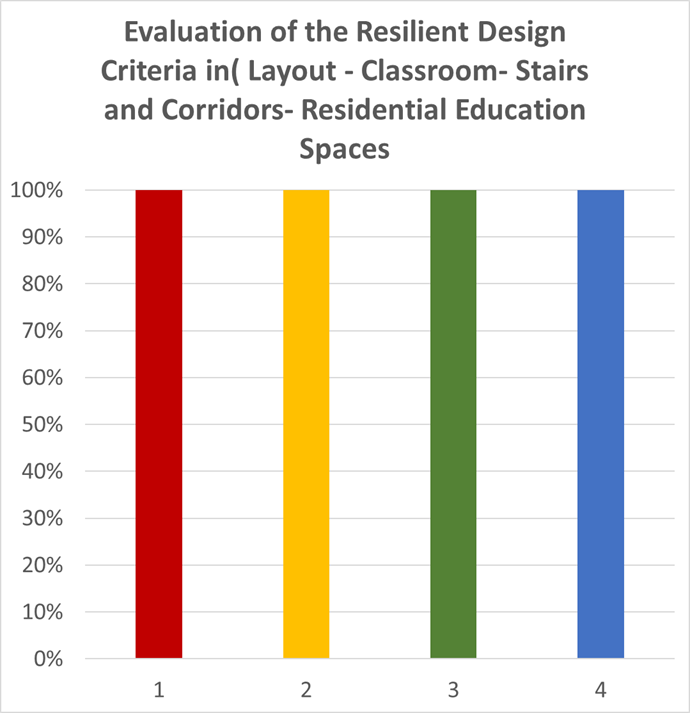 Evaluation of the Resilient Design
Criteria in( Layout - Classroom- Stairs
and Corridors- Residential Education
Spaces
100%
90%
80%
70%
60%
50%
40%
30%
20%
10%
0%
1 2 3 4